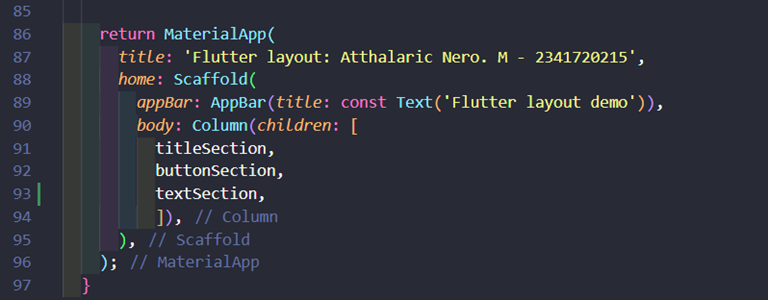 85
86 return MaterialApp(
87 title: 'Flutter layout: Atthalaric Nero. M - 2341720215',
88 home: Scaffold(
89 appBar: AppBar(title: const Text('Flutter layout demo')),
90 body: Column(children: [
91 titleSection,
92 buttonSection,
93 textSection,
94 ]), // Column
95 ), // Scaffold
96 ); // MaterialApp
97 }